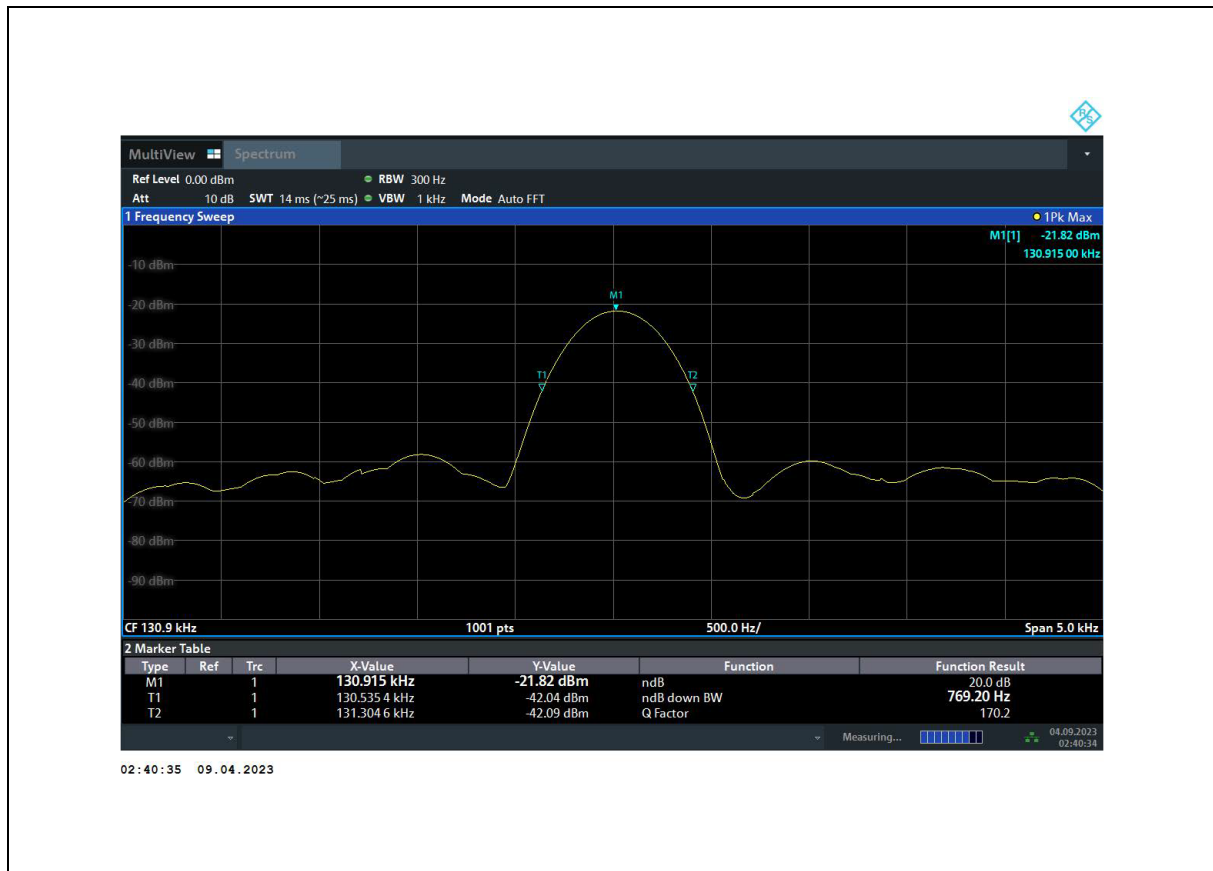 R
S
MultiView Spectrum
Ref Level 0.00 dBm RBW 300 Hz
Att 10 dB SWT 14 ms (~25 ms) VBW 1 kHz Mode Auto FFT
1 Frequency Sweep 1Pk Max
M1[1] -21.82 dBm
130.915 00 kHz
-10 dBm
M1
-20 dBm
-30 dBm
T1 T2
-40 dBm
-50 dBm
-60 dBm
-70 dBm
-80 dBm
-90 dBm
CF 130.9 kHz 1001 pts 500.0 Hz/ Span 5.0 kHz
2 Marker Table
Type Ref Trc X-Value Y-Value Function Function Result
M1 1 130.915 kHz -21.82 dBm ndB 20.0 dB
T1 1 130.535 4 kHz -42.04 dBm ndB down BW 769.20 Hz
T2 1 131.304 6 kHz -42.09 dBm Q Factor 170.2
Measuring... 04.09.2023
02:40:34
02:40:35 09.04.2023